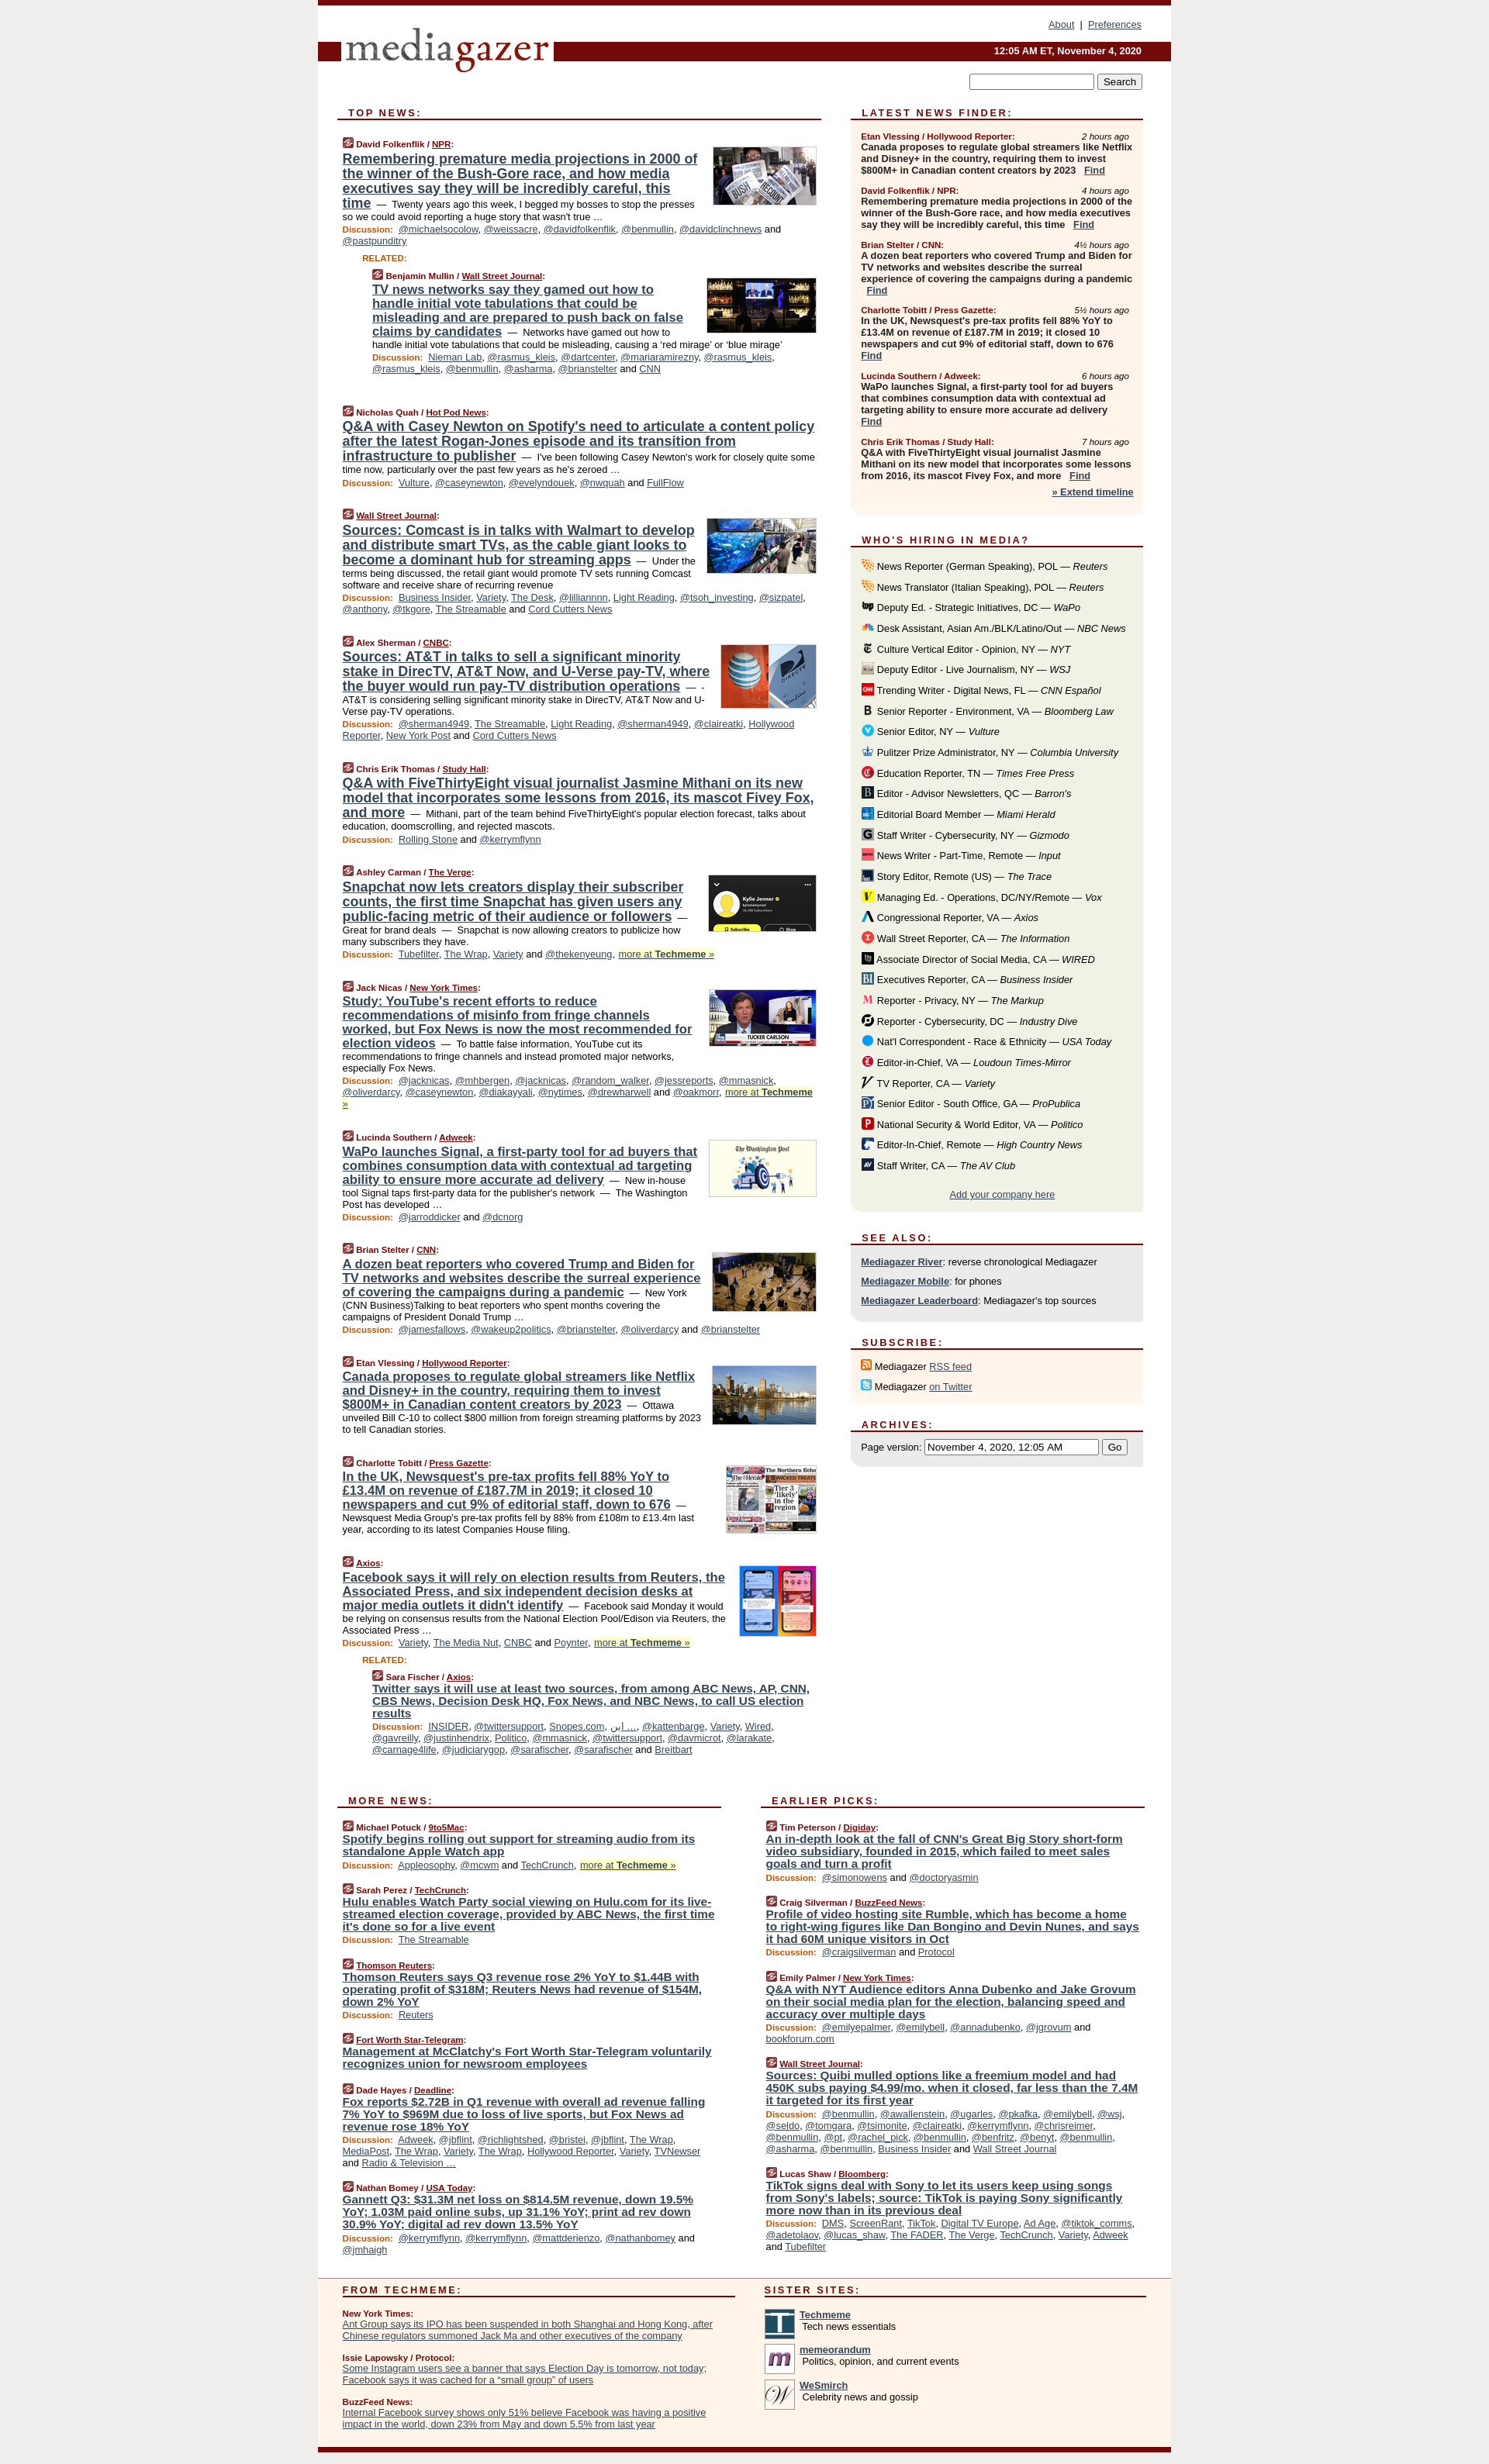 About | Preferences
mediagazer
12:05 AM ET, November 4, 2020
Search
TOP NEWS:
David Folkenflik / NPR:
Remembering premature media projections in 2000 of
the winner of the Bush-Gore race, and how media
executives say they will be incredibly careful, this
time — Twenty years ago this week, I begged my bosses to stop the presses
so we could avoid reporting a huge story that wasn't true …
Discussion: @michaelsocolow, @weissacre, @davidfolkenflik, @benmullin, @davidclinchnews and
@pastpunditry
RELATED:
Benjamin Mullin / Wall Street Journal:
TV news networks say they gamed out how to
handle initial vote tabulations that could be
misleading and are prepared to push back on false
claims by candidates — Networks have gamed out how to
handle initial vote tabulations that could be misleading, causing a ‘red mirage’ or ‘blue mirage’
Discussion: Nieman Lab, @rasmus_kleis, @dartcenter, @mariaramirezny, @rasmus_kleis,
@rasmus_kleis, @benmullin, @asharma, @brianstelter and CNN
Nicholas Quah / Hot Pod News:
Q&A with Casey Newton on Spotify's need to articulate a content policy
after the latest Rogan-Jones episode and its transition from
infrastructure to publisher — I've been following Casey Newton's work for closely quite some
time now, particularly over the past few years as he's zeroed …
Discussion: Vulture, @caseynewton, @evelyndouek, @nwquah and FullFlow
Wall Street Journal:
Sources: Comcast is in talks with Walmart to develop
and distribute smart TVs, as the cable giant looks to
become a dominant hub for streaming apps — Under the
terms being discussed, the retail giant would promote TV sets running Comcast
software and receive share of recurring revenue
Discussion: Business Insider, Variety, The Desk, @lilliannnn, Light Reading, @tsoh_investing, @sizpatel,
@anthony, @tkgore, The Streamable and Cord Cutters News
Alex Sherman / CNBC:
Sources: AT&T in talks to sell a significant minority
stake in DirecTV, AT&T Now, and U-Verse pay-TV, where
the buyer would run pay-TV distribution operations — -
AT&T is considering selling significant minority stake in DirecTV, AT&T Now and U-
Verse pay-TV operations.
Discussion: @sherman4949, The Streamable, Light Reading, @sherman4949, @claireatki, Hollywood
Reporter, New York Post and Cord Cutters News
Chris Erik Thomas / Study Hall:
Q&A with FiveThirtyEight visual journalist Jasmine Mithani on its new
model that incorporates some lessons from 2016, its mascot Fivey Fox,
and more — Mithani, part of the team behind FiveThirtyEight's popular election forecast, talks about
education, doomscrolling, and rejected mascots.
Discussion: Rolling Stone and @kerrymflynn
Ashley Carman / The Verge:
Snapchat now lets creators display their subscriber
counts, the first time Snapchat has given users any
public-facing metric of their audience or followers —
Great for brand deals — Snapchat is now allowing creators to publicize how
many subscribers they have.
Discussion: Tubefilter, The Wrap, Variety and @thekenyeung, more at Techmeme »
Jack Nicas / New York Times:
Study: YouTube's recent efforts to reduce
recommendations of misinfo from fringe channels
worked, but Fox News is now the most recommended for
election videos — To battle false information, YouTube cut its
recommendations to fringe channels and instead promoted major networks,
especially Fox News.
Discussion: @jacknicas, @mhbergen, @jacknicas, @random_walker, @jessreports, @mmasnick,
@oliverdarcy, @caseynewton, @diakayyali, @nytimes, @drewharwell and @oakmorr, more at Techmeme
»
Lucinda Southern / Adweek:
WaPo launches Signal, a first-party tool for ad buyers that
combines consumption data with contextual ad targeting
ability to ensure more accurate ad delivery — New in-house
tool Signal taps first-party data for the publisher's network — The Washington
Post has developed …
Discussion: @jarroddicker and @dcnorg
Brian Stelter / CNN:
A dozen beat reporters who covered Trump and Biden for
TV networks and websites describe the surreal experience
of covering the campaigns during a pandemic — New York
(CNN Business)Talking to beat reporters who spent months covering the
campaigns of President Donald Trump …
Discussion: @jamesfallows, @wakeup2politics, @brianstelter, @oliverdarcy and @brianstelter
Etan Vlessing / Hollywood Reporter:
Canada proposes to regulate global streamers like Netflix
and Disney+ in the country, requiring them to invest
$800M+ in Canadian content creators by 2023 — Ottawa
unveiled Bill C-10 to collect $800 million from foreign streaming platforms by 2023
to tell Canadian stories.
Charlotte Tobitt / Press Gazette:
In the UK, Newsquest's pre-tax profits fell 88% YoY to
£13.4M on revenue of £187.7M in 2019; it closed 10
newspapers and cut 9% of editorial staff, down to 676 —
Newsquest Media Group's pre-tax profits fell by 88% from £108m to £13.4m last
year, according to its latest Companies House filing.
Axios:
Facebook says it will rely on election results from Reuters, the
Associated Press, and six independent decision desks at
major media outlets it didn't identify — Facebook said Monday it would
be relying on consensus results from the National Election Pool/Edison via Reuters, the
Associated Press …
Discussion: Variety, The Media Nut, CNBC and Poynter, more at Techmeme »
RELATED:
Sara Fischer / Axios:
Twitter says it will use at least two sources, from among ABC News, AP, CNN,
CBS News, Decision Desk HQ, Fox News, and NBC News, to call US election
results
Discussion: INSIDER, @twittersupport, Snopes.com, این …, @kattenbarge, Variety, Wired,
@gavreilly, @justinhendrix, Politico, @mmasnick, @twittersupport, @davmicrot, @larakate,
@carnage4life, @judiciarygop, @sarafischer, @sarafischer and Breitbart
LATEST NEWS FINDER:
Etan Vlessing / Hollywood Reporter: 2 hours ago
Canada proposes to regulate global streamers like Netflix
and Disney+ in the country, requiring them to invest
$800M+ in Canadian content creators by 2023 Find
David Folkenflik / NPR: 4 hours ago
Remembering premature media projections in 2000 of the
winner of the Bush-Gore race, and how media executives
say they will be incredibly careful, this time Find
Brian Stelter / CNN: 4½ hours ago
A dozen beat reporters who covered Trump and Biden for
TV networks and websites describe the surreal
experience of covering the campaigns during a pandemic
Find
Charlotte Tobitt / Press Gazette: 5½ hours ago
In the UK, Newsquest's pre-tax profits fell 88% YoY to
£13.4M on revenue of £187.7M in 2019; it closed 10
newspapers and cut 9% of editorial staff, down to 676
Find
Lucinda Southern / Adweek: 6 hours ago
WaPo launches Signal, a first-party tool for ad buyers
that combines consumption data with contextual ad
targeting ability to ensure more accurate ad delivery
Find
Chris Erik Thomas / Study Hall: 7 hours ago
Q&A with FiveThirtyEight visual journalist Jasmine
Mithani on its new model that incorporates some lessons
from 2016, its mascot Fivey Fox, and more Find
» Extend timeline
WHO'S HIRING IN MEDIA?
News Reporter (German Speaking), POL — Reuters
News Translator (Italian Speaking), POL — Reuters
Deputy Ed. - Strategic Initiatives, DC — WaPo
Desk Assistant, Asian Am./BLK/Latino/Out — NBC News
Culture Vertical Editor - Opinion, NY — NYT
Deputy Editor - Live Journalism, NY — WSJ
Trending Writer - Digital News, FL — CNN Español
Senior Reporter - Environment, VA — Bloomberg Law
Senior Editor, NY — Vulture
Pulitzer Prize Administrator, NY — Columbia University
Education Reporter, TN — Times Free Press
Editor - Advisor Newsletters, QC — Barron's
Editorial Board Member — Miami Herald
Staff Writer - Cybersecurity, NY — Gizmodo
News Writer - Part-Time, Remote — Input
Story Editor, Remote (US) — The Trace
Managing Ed. - Operations, DC/NY/Remote — Vox
Congressional Reporter, VA — Axios
Wall Street Reporter, CA — The Information
Associate Director of Social Media, CA — WIRED
Executives Reporter, CA — Business Insider
Reporter - Privacy, NY — The Markup
Reporter - Cybersecurity, DC — Industry Dive
Nat'l Correspondent - Race & Ethnicity — USA Today
Editor-in-Chief, VA — Loudoun Times-Mirror
TV Reporter, CA — Variety
Senior Editor - South Office, GA — ProPublica
National Security & World Editor, VA — Politico
Editor-In-Chief, Remote — High Country News
Staff Writer, CA — The AV Club
Add your company here
SEE ALSO:
Mediagazer River: reverse chronological Mediagazer
Mediagazer Mobile: for phones
Mediagazer Leaderboard: Mediagazer's top sources
SUBSCRIBE:
Mediagazer RSS feed
Mediagazer on Twitter
ARCHIVES:
Page version: November 4, 2020, 12:05 AM Go
MORE NEWS:
Michael Potuck / 9to5Mac:
Spotify begins rolling out support for streaming audio from its
standalone Apple Watch app
Discussion: Appleosophy, @mcwm and TechCrunch, more at Techmeme »
Sarah Perez / TechCrunch:
Hulu enables Watch Party social viewing on Hulu.com for its live-
streamed election coverage, provided by ABC News, the first time
it's done so for a live event
Discussion: The Streamable
Thomson Reuters:
Thomson Reuters says Q3 revenue rose 2% YoY to $1.44B with
operating profit of $318M; Reuters News had revenue of $154M,
down 2% YoY
Discussion: Reuters
Fort Worth Star-Telegram:
Management at McClatchy's Fort Worth Star-Telegram voluntarily
recognizes union for newsroom employees
Dade Hayes / Deadline:
Fox reports $2.72B in Q1 revenue with overall ad revenue falling
7% YoY to $969M due to loss of live sports, but Fox News ad
revenue rose 18% YoY
Discussion: Adweek, @jbflint, @richlightshed, @bristei, @jbflint, The Wrap,
MediaPost, The Wrap, Variety, The Wrap, Hollywood Reporter, Variety, TVNewser
and Radio & Television …
Nathan Bomey / USA Today:
Gannett Q3: $31.3M net loss on $814.5M revenue, down 19.5%
YoY; 1.03M paid online subs, up 31.1% YoY; print ad rev down
30.9% YoY; digital ad rev down 13.5% YoY
Discussion: @kerrymflynn, @kerrymflynn, @mattderienzo, @nathanbomey and
@jmhaigh
EARLIER PICKS:
Tim Peterson / Digiday:
An in-depth look at the fall of CNN's Great Big Story short-form
video subsidiary, founded in 2015, which failed to meet sales
goals and turn a profit
Discussion: @simonowens and @doctoryasmin
Craig Silverman / BuzzFeed News:
Profile of video hosting site Rumble, which has become a home
to right-wing figures like Dan Bongino and Devin Nunes, and says
it had 60M unique visitors in Oct
Discussion: @craigsilverman and Protocol
Emily Palmer / New York Times:
Q&A with NYT Audience editors Anna Dubenko and Jake Grovum
on their social media plan for the election, balancing speed and
accuracy over multiple days
Discussion: @emilyepalmer, @emilybell, @annadubenko, @jgrovum and
bookforum.com
Wall Street Journal:
Sources: Quibi mulled options like a freemium model and had
450K subs paying $4.99/mo. when it closed, far less than the 7.4M
it targeted for its first year
Discussion: @benmullin, @awallenstein, @ugarles, @pkafka, @emilybell, @wsj,
@seldo, @tomgara, @tsimonite, @claireatki, @kerrymflynn, @chrisreimer,
@benmullin, @pt, @rachel_pick, @benmullin, @benfritz, @benyt, @benmullin,
@asharma, @benmullin, Business Insider and Wall Street Journal
Lucas Shaw / Bloomberg:
TikTok signs deal with Sony to let its users keep using songs
from Sony's labels; source: TikTok is paying Sony significantly
more now than in its previous deal
Discussion: DMS, ScreenRant, TikTok, Digital TV Europe, Ad Age, @tiktok_comms,
@adetolaov, @lucas_shaw, The FADER, The Verge, TechCrunch, Variety, Adweek
and Tubefilter
FROM TECHMEME:
New York Times:
Ant Group says its IPO has been suspended in both Shanghai and Hong Kong, after
Chinese regulators summoned Jack Ma and other executives of the company
Issie Lapowsky / Protocol:
Some Instagram users see a banner that says Election Day is tomorrow, not today;
Facebook says it was cached for a “small group” of users
BuzzFeed News:
Internal Facebook survey shows only 51% believe Facebook was having a positive
impact in the world, down 23% from May and down 5.5% from last year
SISTER SITES:
Techmeme
Tech news essentials
memeorandum
Politics, opinion, and current events
WeSmirch
Celebrity news and gossip